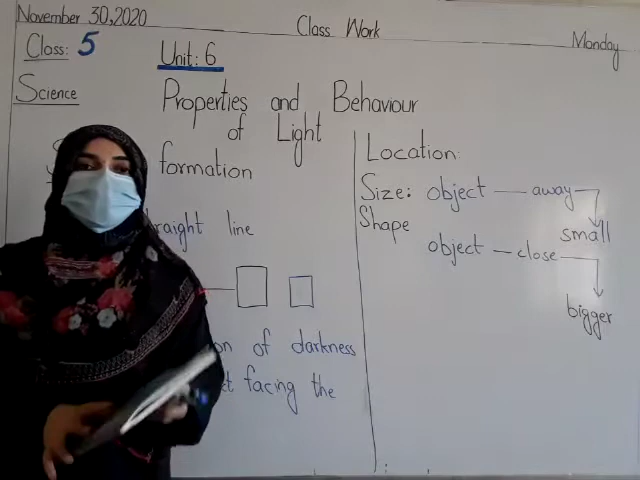 November 30, 2020
Class Work
Monday
Class: 5
Unit: 6
Science
Properties and Behaviour
of Light
formation
raight line
on of darkness
facing the
Location:
Size: object — away
small
Shape
object — close
bigger